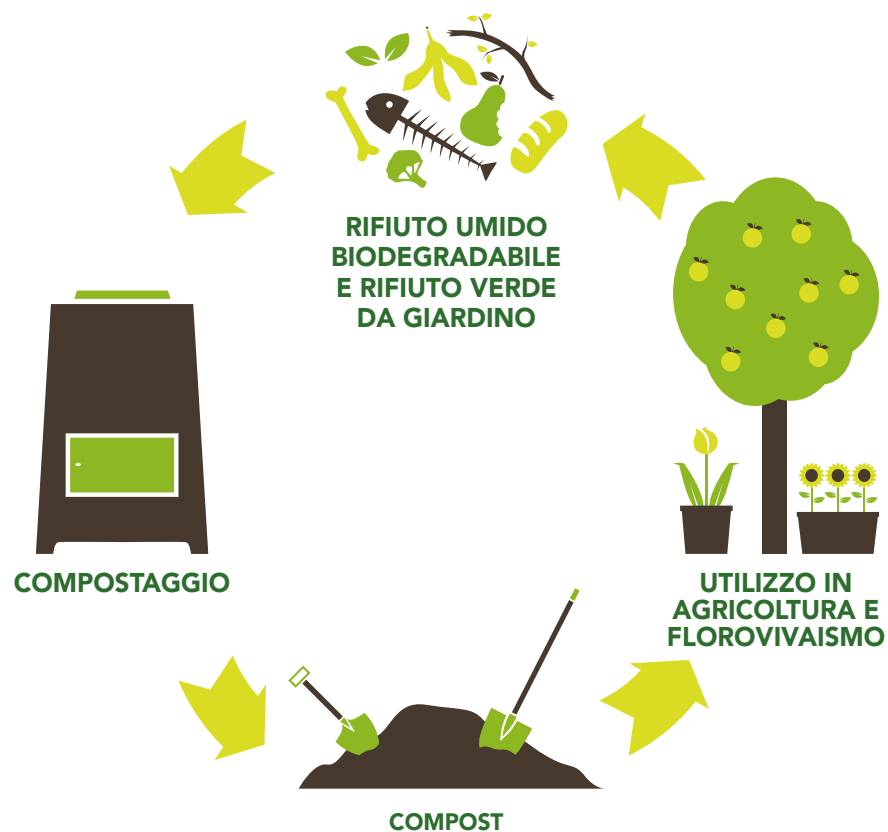 RIFIUTO UMIDO
BIODEGRADABILE
E RIFIUTO VERDE
DA GIARDINO
COMPOSTAGGIO
UTILIZZO IN
AGRICOLTURA E
FLOROVIVAISMO
COMPOST